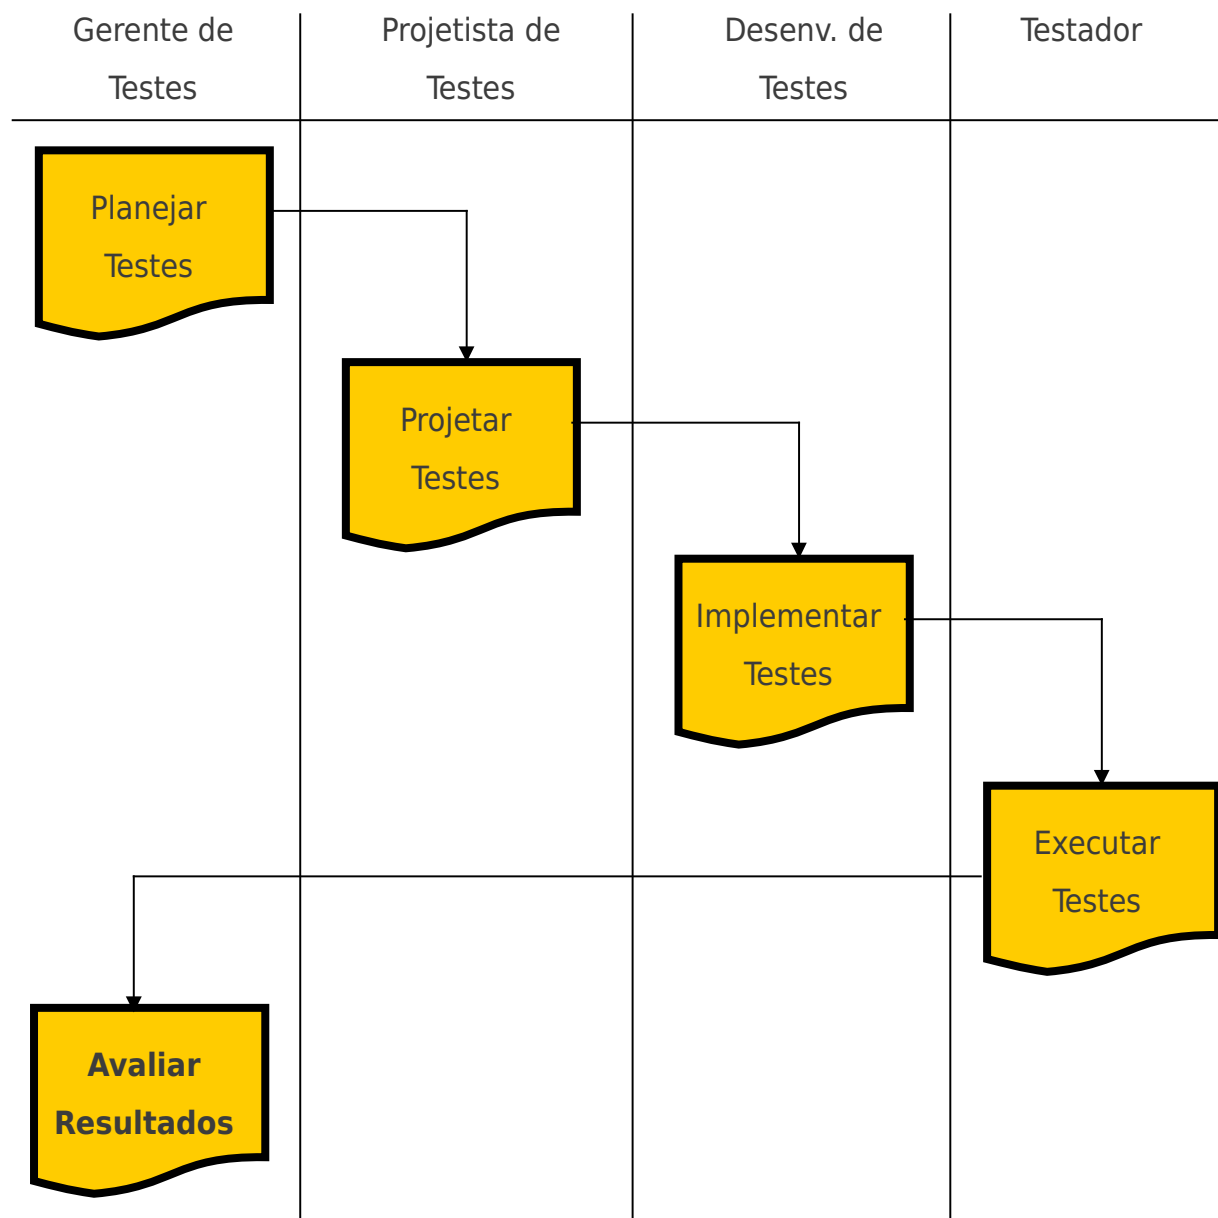 Gerente de
Testes
Projetista de
Testes
Desenv. de
Testes
Testador
Planejar
Testes
Projetar
Testes
Implementar
Testes
Executar
Testes
Avaliar
Resultados